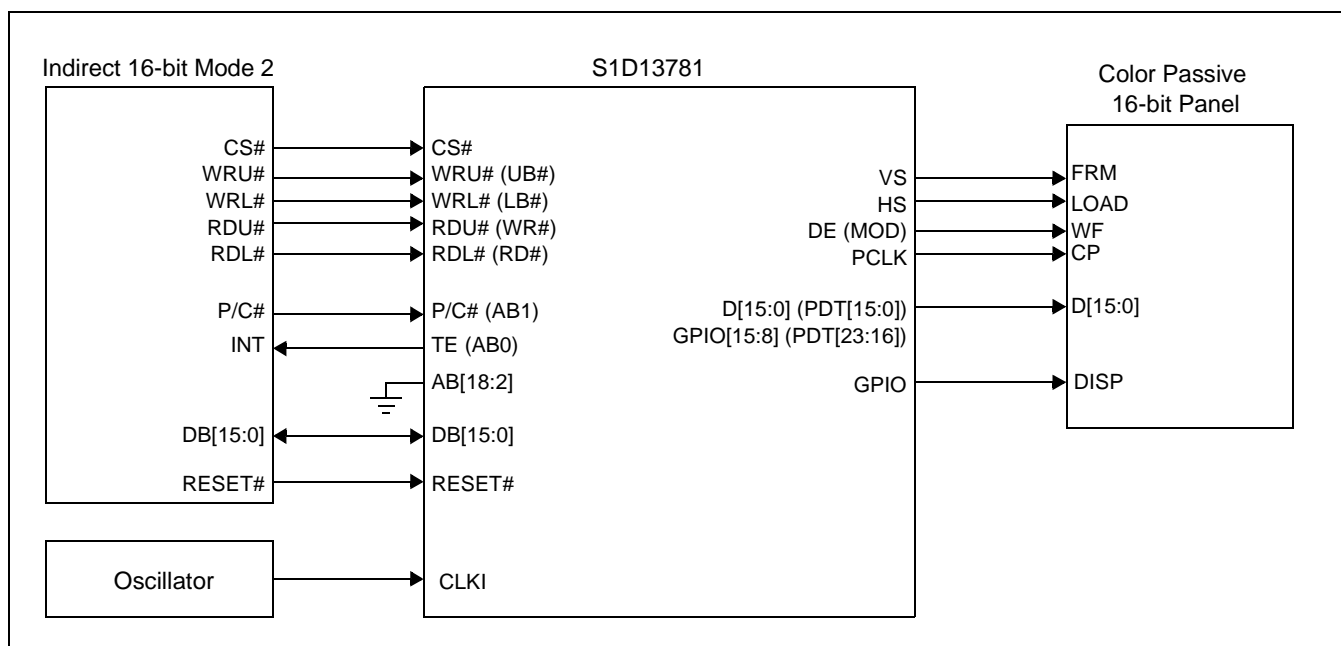 Indirect 16-bit Mode 2
CS#
WRU#
WRL#
RDU#
RDL#
P/C#
INT
DB[15:0]
RESET#
Oscillator
S1D13781
CS#
WRU# (UB#)
WRL# (LB#)
RDU# (WR#)
RDL# (RD#)
P/C# (AB1)
TE (AB0)
AB[18:2]
DB[15:0]
RESET#
CLKI
VS
HS
DE (MOD)
PCLK
D[15:0] (PDT[15:0])
GPIO[15:8] (PDT[23:16])
GPIO
Color Passive
16-bit Panel
FRM
LOAD
WF
CP
D[15:0]
DISP